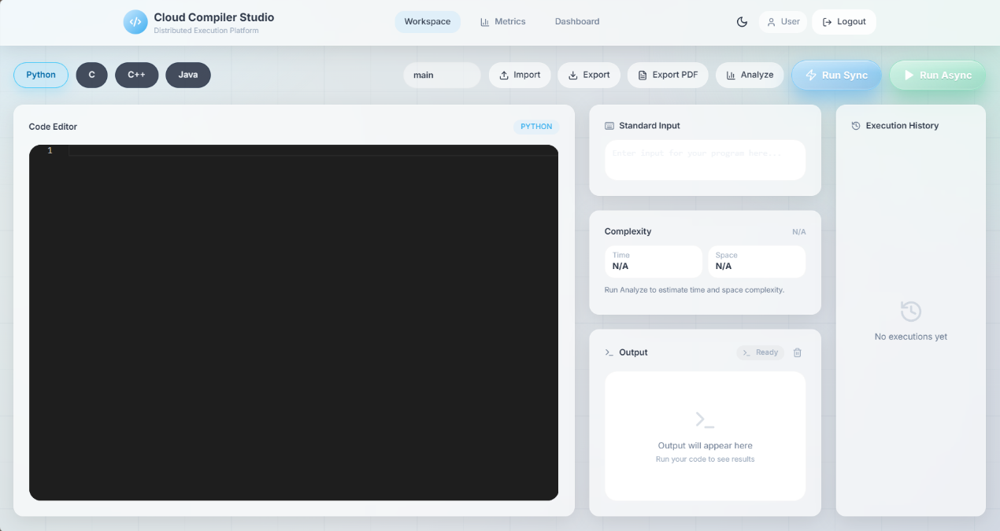 Cloud Compiler Studio
Distributed Execution Platform
Workspace
Metrics
Dashboard
User
Logout
Python
C
C++
Java
main
Import
Export
Export PDF
Analyze
Run Sync
Run Async
Code Editor
PYTHON
1
Standard Input
Enter input for your program here...
Complexity
N/A
Time
N/A
Space
N/A
Run Analyze to estimate time and space complexity.
Output
Ready
Output will appear here
Run your code to see results
Execution History
No executions yet